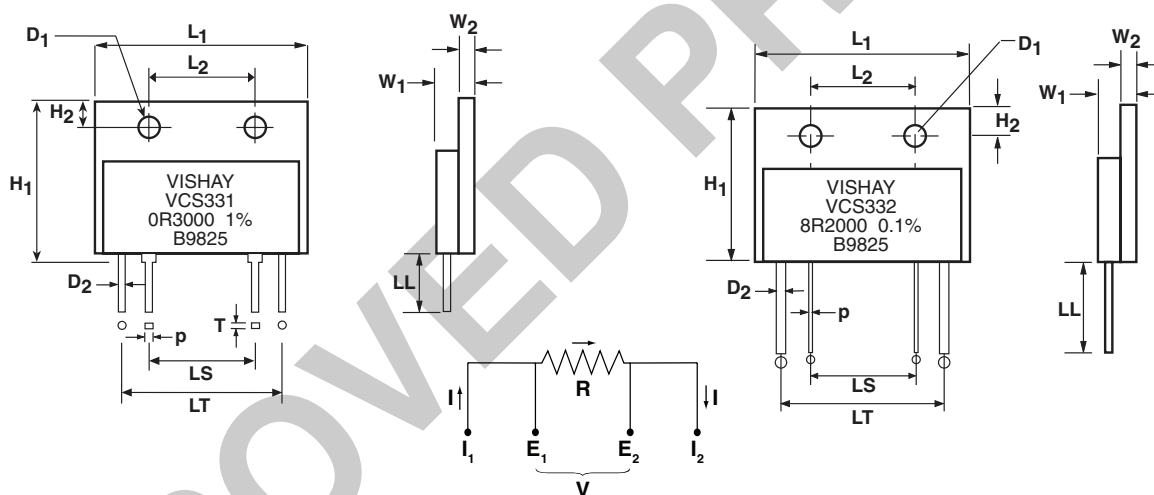 D1
L1
L2
H2
H1
VISHAY
VCS331
0R3000 1%
B9825
D2
T
p
LS
LT
W2
W1
LL
L1
L2
D1
H2
H1
VISHAY
VCS332
8R2000 0.1%
B9825
D2
p
LS
LT
W2
W1
LL
R
I
I
I1
E1
E2
I2
V